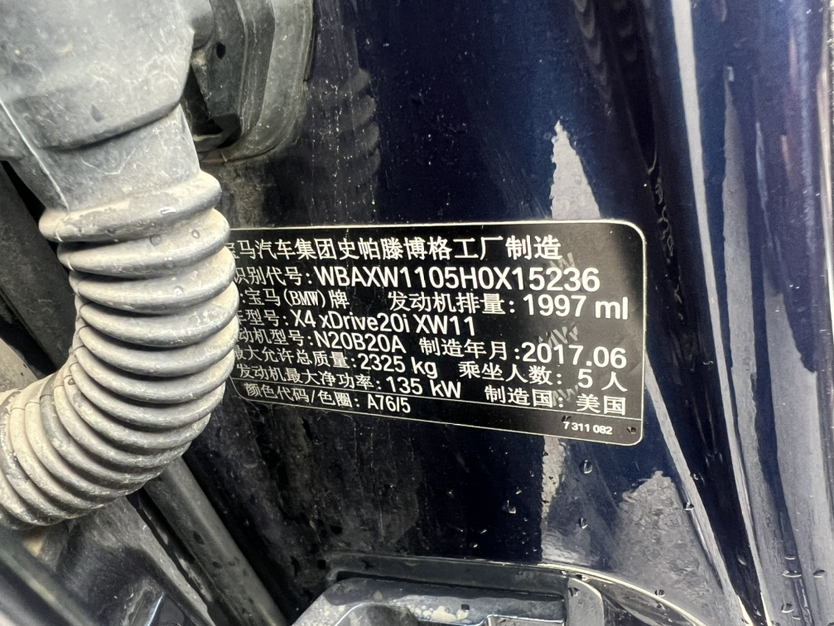 宝马汽车集团史帕滕博格工厂制造
识别代号:WBAXW1105H0X15236
:宝马(BMW)牌 发动机排量:1997 ml
型号:X4 xDrive20i XW11
动机型号:N20B20A 制造年月:2017.06
最大允许总质量:2325 kg 乘坐人数:5 人
发动机最大净功率:135 kW 制造国:美国
颜色代码/色圈:A76/5
7 311 082